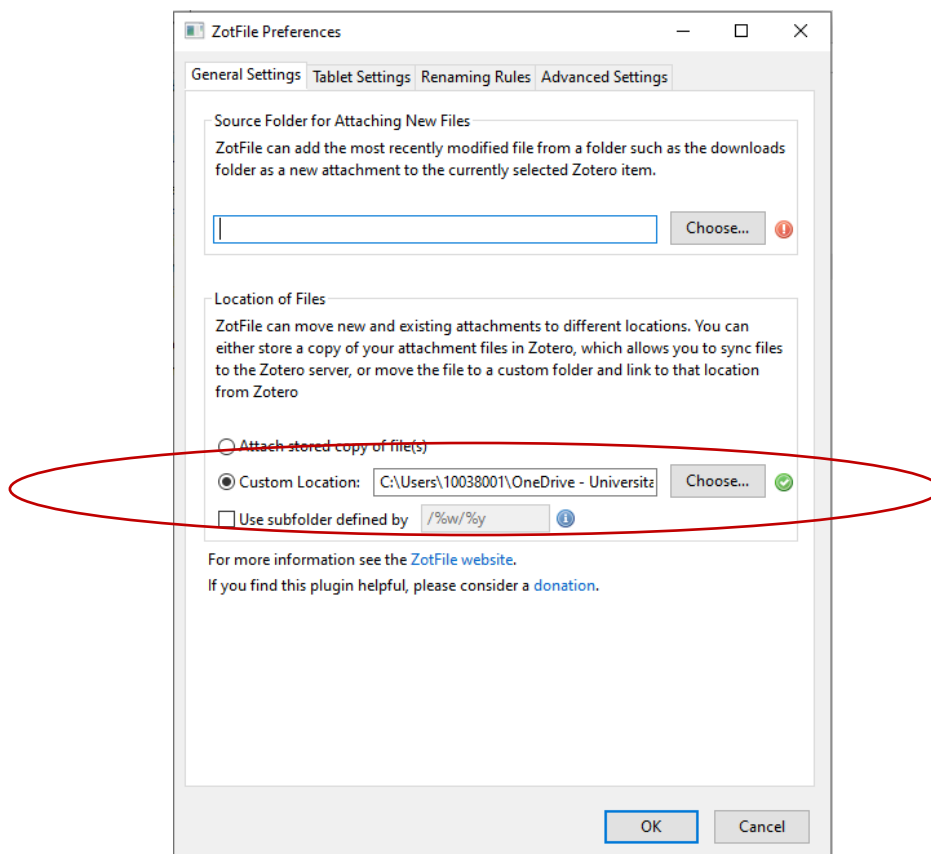 ZotFile Preferences
General Settings Tablet Settings Renaming Rules Advanced Settings
Source Folder for Attaching New Files
ZotFile can add the most recently modified file from a folder such as the downloads
folder as a new attachment to the currently selected Zotero item.
Choose...
Location of Files
ZotFile can move new and existing attachments to different locations. You can
either store a copy of your attachment files in Zotero, which allows you to sync files
to the Zotero server, or move the file to a custom folder and link to that location
from Zotero
Attach stored copy of file(s)
Custom Location: C:\Users\10038001\OneDrive - Universita Choose...
Use subfolder defined by /%w/%y
For more information see the ZotFile website.
If you find this plugin helpful, please consider a donation.
OK Cancel